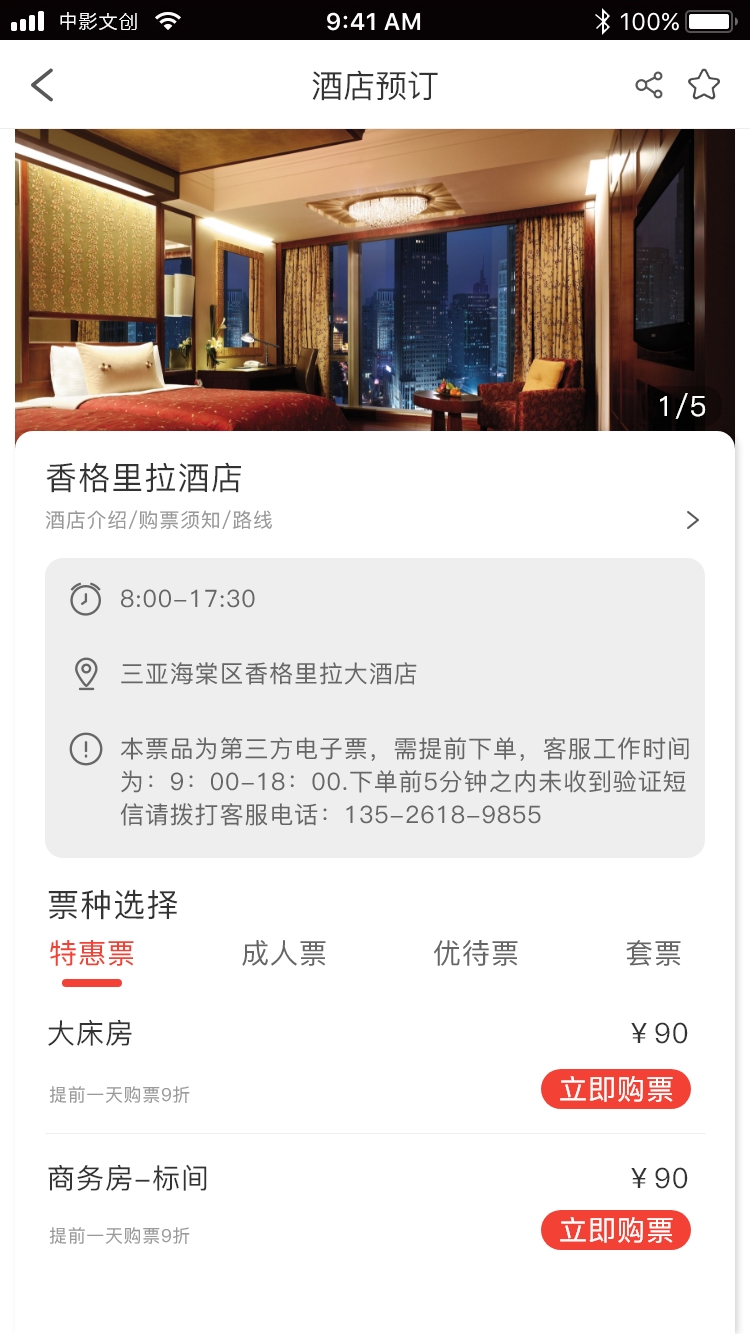 中影文创 9:41 AM 100%
酒店预订
1/5
香格里拉酒店
酒店介绍/购票须知/路线
8:00-17:30
三亚海棠区香格里拉大酒店
本票品为第三方电子票，需提前下单，客服工作时间
为：9：00-18：00.下单前5分钟之内未收到验证短
信请拨打客服电话：135-2618-9855
票种选择
特惠票 成人票 优待票 套票
大床房 ￥90
提前一天购票9折 立即购票
商务房-标间 ￥90
提前一天购票9折 立即购票